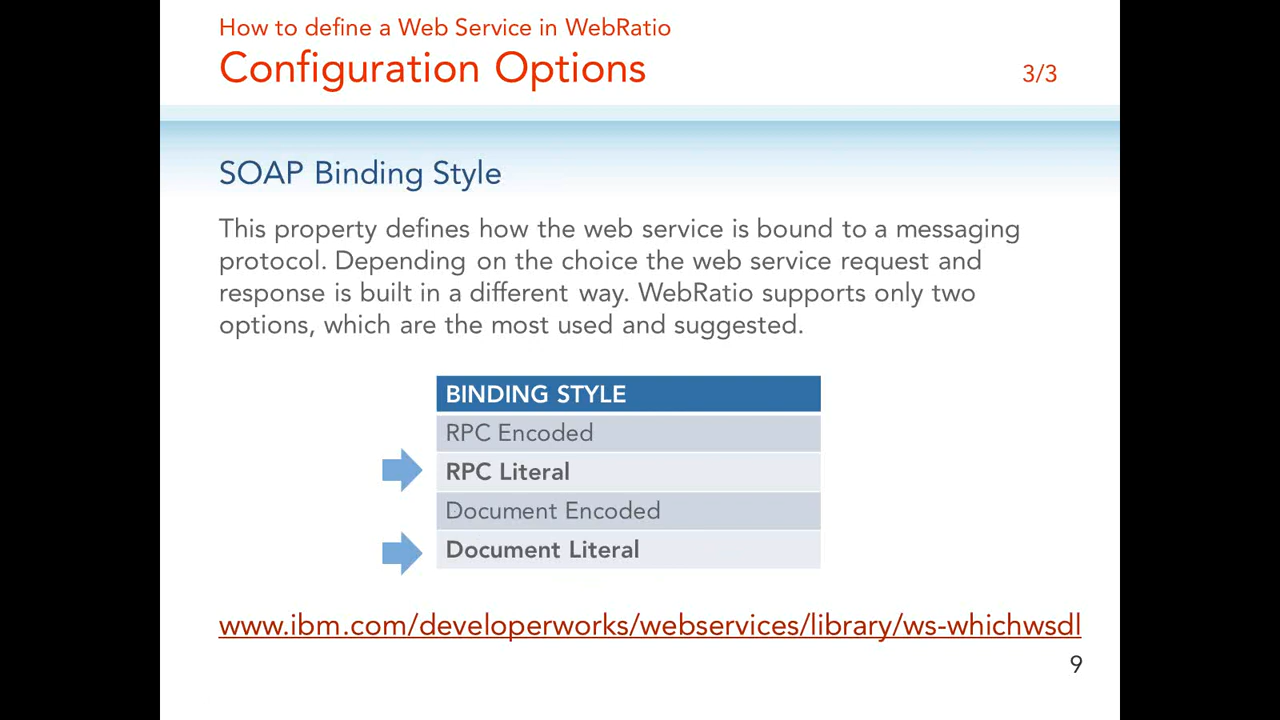 How to define a Web Service in WebRatio
Configuration Options
3/3
SOAP Binding Style
This property defines how the web service is bound to a messaging
protocol. Depending on the choice the web service request and
response is built in a different way. WebRatio supports only two
options, which are the most used and suggested.
BINDING STYLE
RPC Encoded
RPC Literal
Document Encoded
Document Literal
www.ibm.com/developerworks/webservices/library/ws-whichwsdl
9